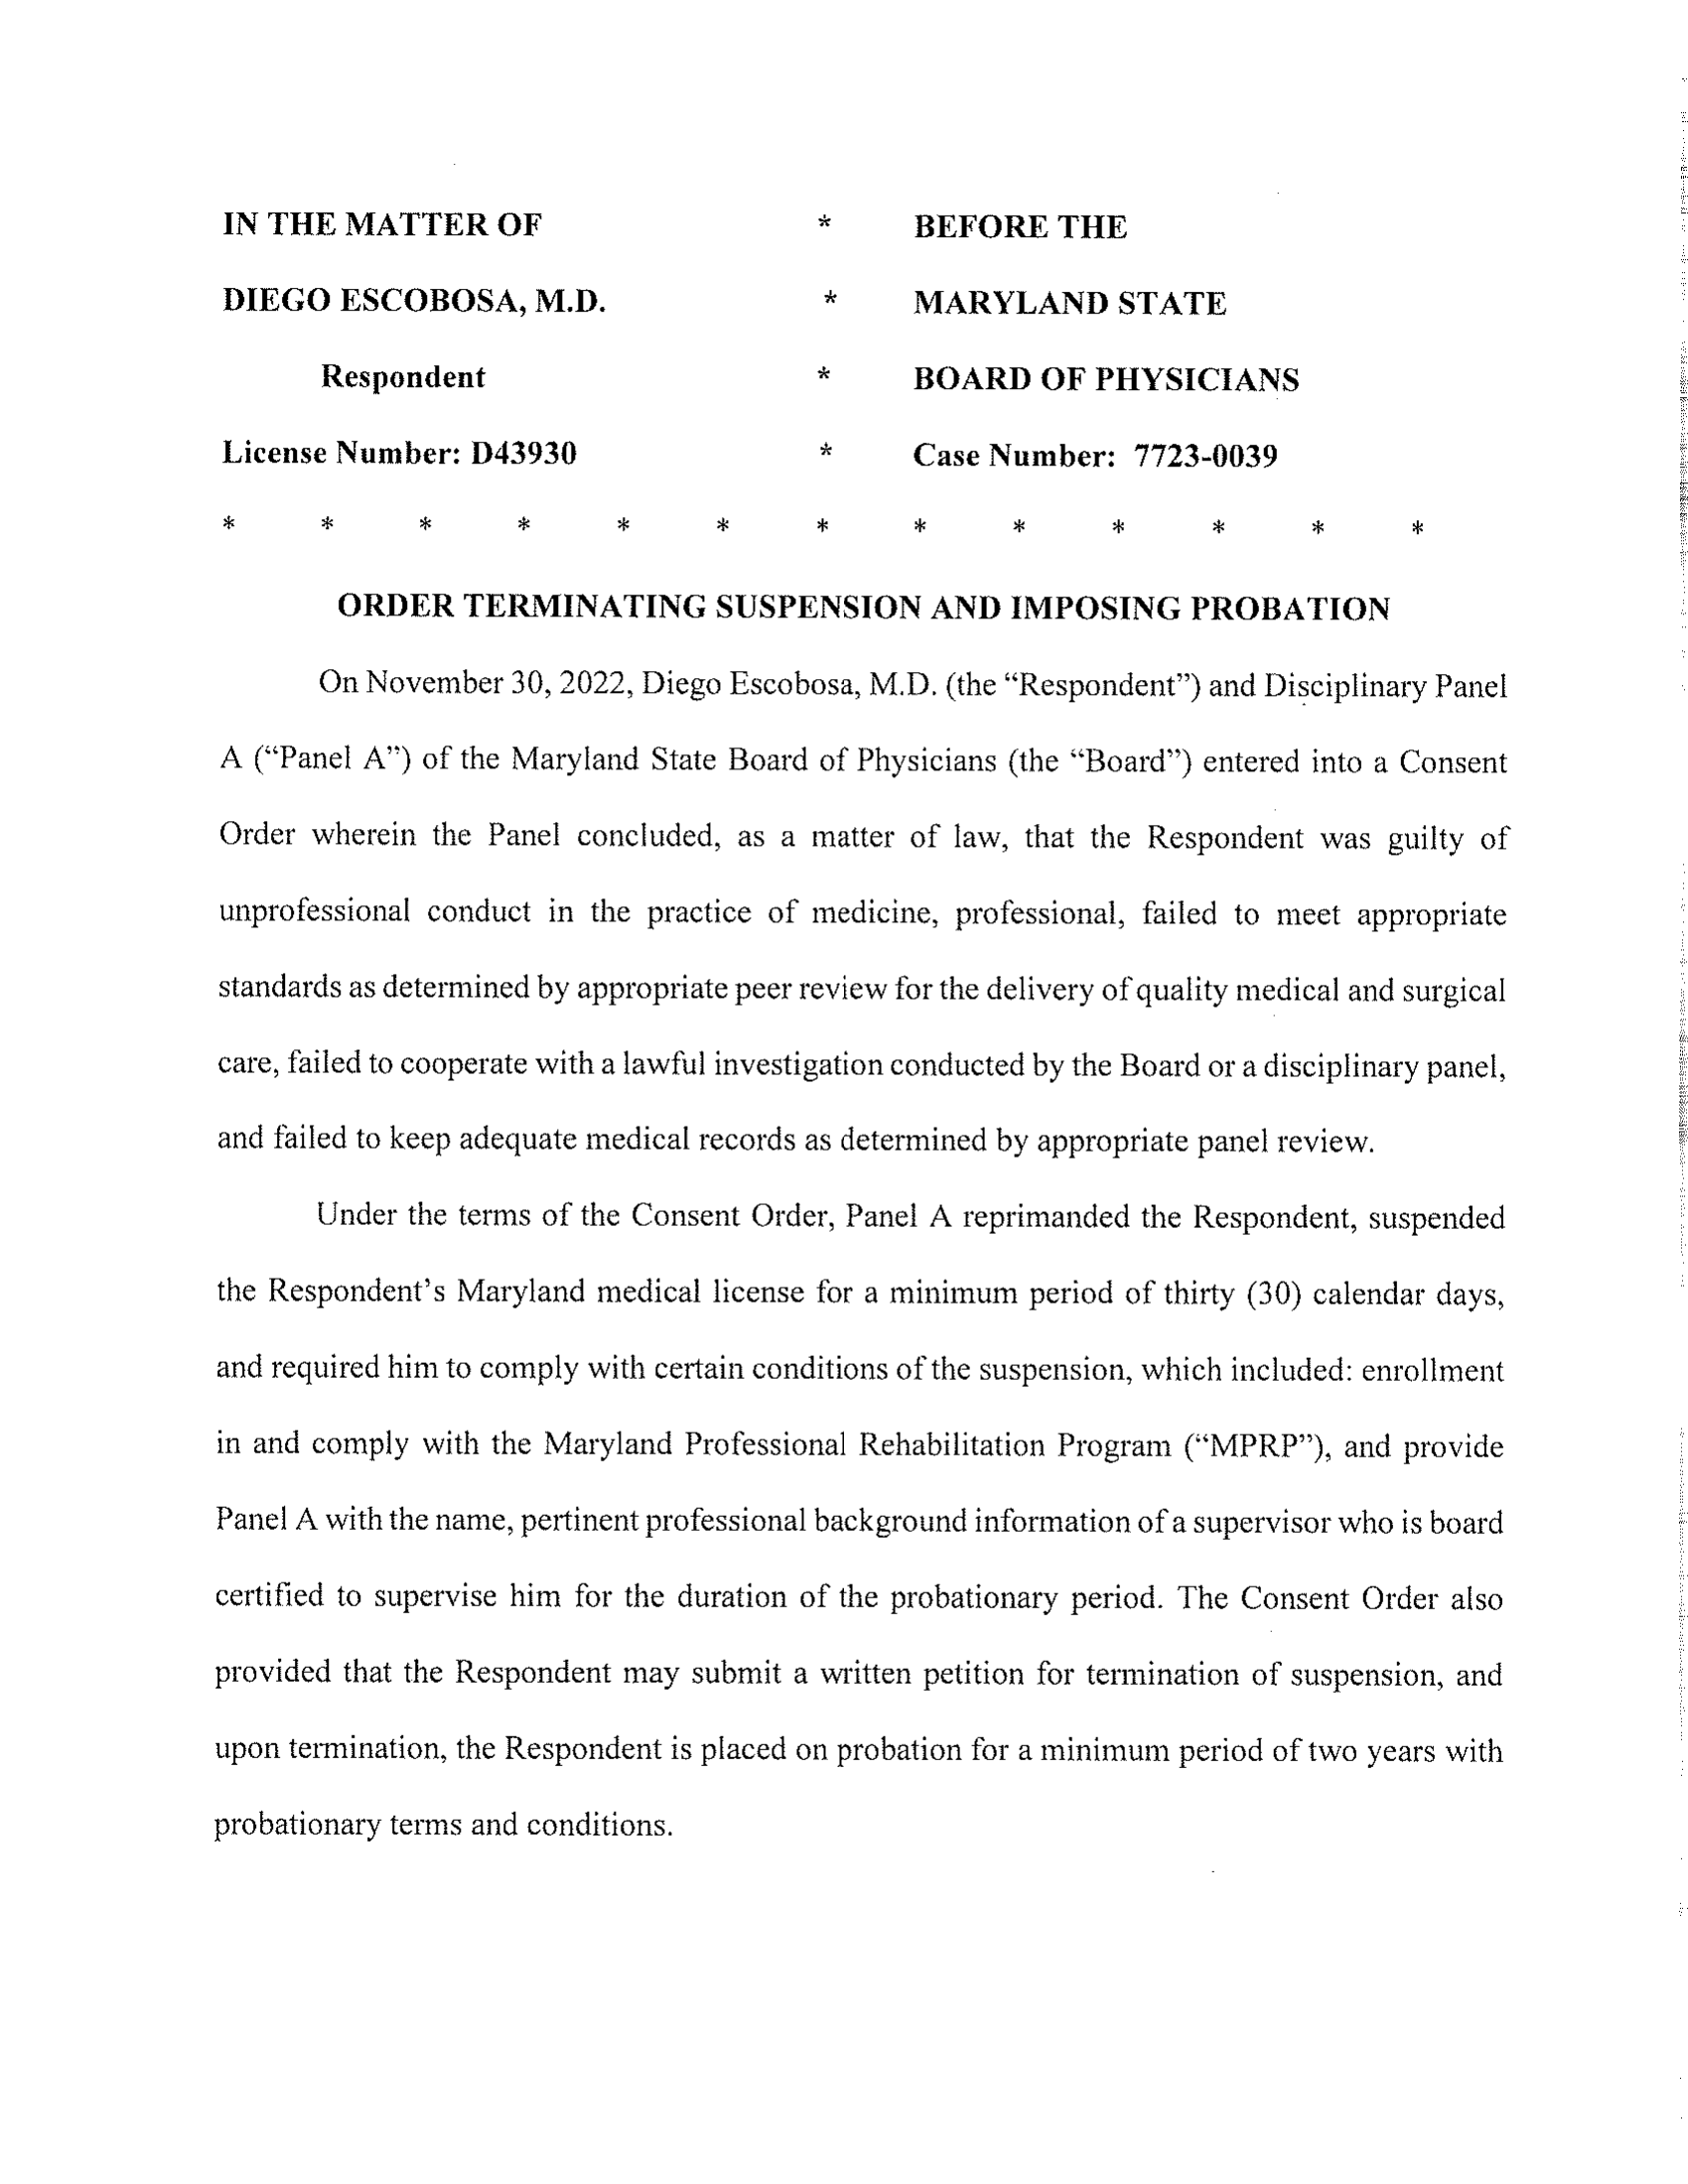 IN THE MATTER OF * BEFORE THE
DIEGO ESCOBOSA, M.D. * MARYLAND STATE
Respondent * BOARD OF PHYSICIANS
License Number: D43930 * Case Number: 7723-0039
* * * * * * * * * * * * *
ORDER TERMINATING SUSPENSION AND IMPOSING PROBATION
On November 30, 2022, Diego Escobosa, M.D. (the “Respondent”) and Disciplinary Panel
A (“Panel A”) of the Maryland State Board of Physicians (the “Board”) entered into a Consent
Order wherein the Panel concluded, as a matter of law, that the Respondent was guilty of
unprofessional conduct in the practice of medicine, professional, failed to meet appropriate
standards as determined by appropriate peer review for the delivery of quality medical and surgical
care, failed to cooperate with a lawful investigation conducted by the Board or a disciplinary panel,
and failed to keep adequate medical records as determined by appropriate panel review.
Under the terms of the Consent Order, Panel A reprimanded the Respondent, suspended
the Respondent’s Maryland medical license for a minimum period of thirty (30) calendar days,
and required him to comply with certain conditions of the suspension, which included: enrollment
in and comply with the Maryland Professional Rehabilitation Program (“MPRP”), and provide
Panel A with the name, pertinent professional background information of a supervisor who is board
certified to supervise him for the duration of the probationary period. The Consent Order also
provided that the Respondent may submit a written petition for termination of suspension, and
upon termination, the Respondent is placed on probation for a minimum period of two years with
probationary terms and conditions.